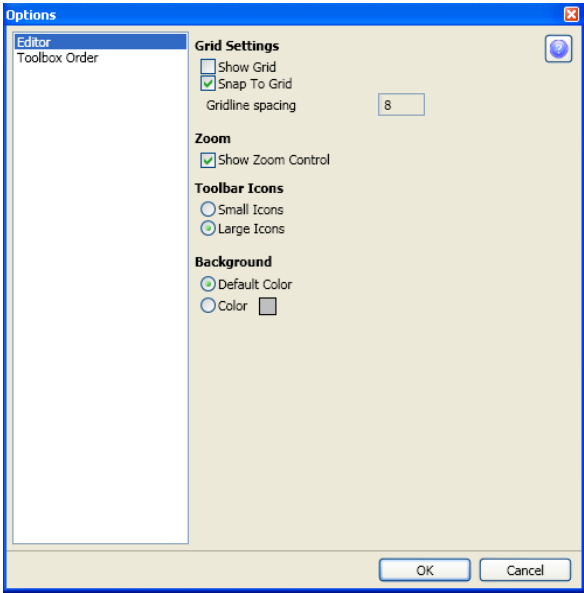 Options
Editor
Toolbox Order
Grid Settings
Show Grid
Snap To Grid
Gridline spacing 8
Zoom
Show Zoom Control
Toolbar Icons
Small Icons
Large Icons
Background
Default Color
Color
OK Cancel